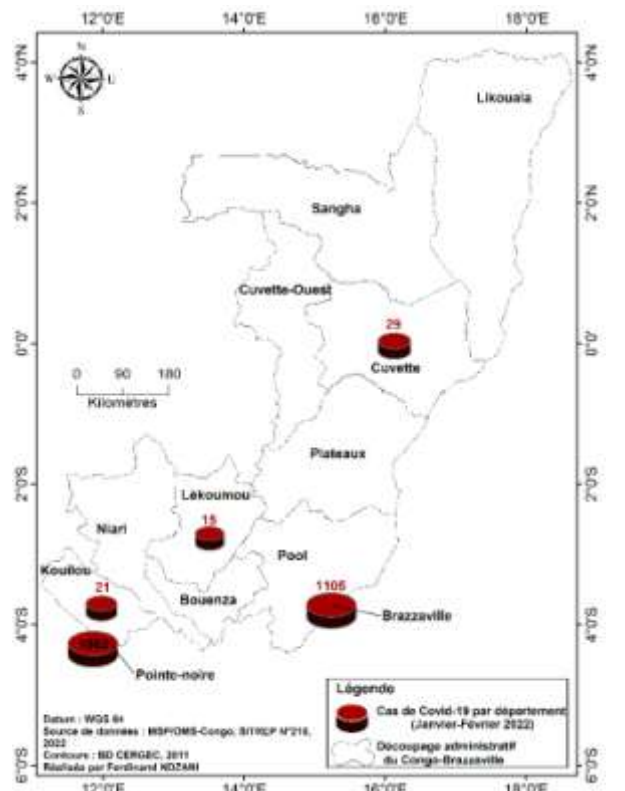 12°0'E 14°0'E 16°0'E 18°0'E
4°0'N
N
W
S
Likouala
2°0'N
Sangha
Cuvette-Ouest
29
0°0'
Cuvette
0 90 180
Kilomètres
Plateaux
2°0'S
Lékoumou
15
Niari
Pool
Kouilou
21
Bouenza
1105
Brazzaville
4°0'S
Pointe-noire
Légende
Cas de Covid-19 par département
(Janvier-Février 2022)
Découpage administratif
du Congo-Brazzaville
Datum : WGS 84
Source de données : MSP/OMS-Congo, SITREP N°210,
2022
Contours : BD CERGEC, 2011
Réalisée par Ferdinand NDZANI
6°0'S
12°0'E 14°0'E 16°0'E 18°0'E
4°0'N
2°0'N
0°0'
2°0'S
4°0'S
6°0'S